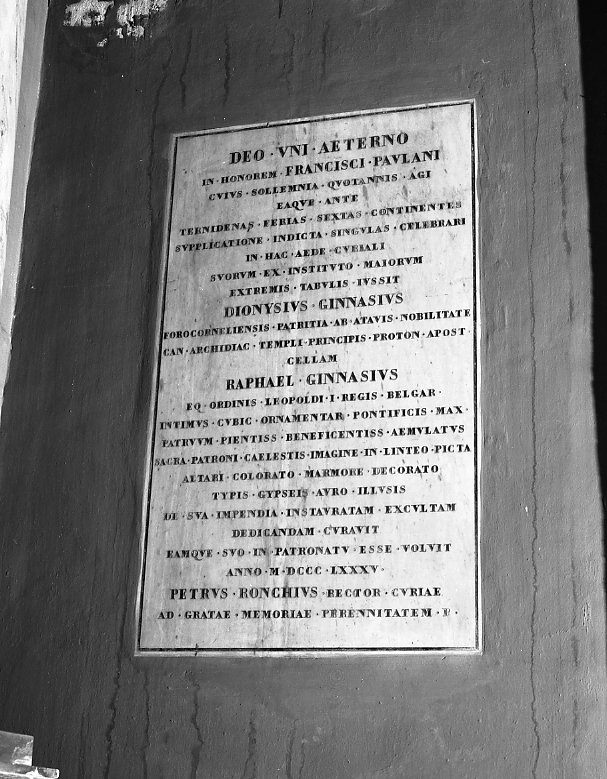 DEO · VNI · AETERNO
IN · HONOREM · FRANCISCI · PAVLANI
CVIVS · SOLLEMNIA · QVOTANNIS · AGI
EAQVE · ANTE
TERNIDENAS · FERIAS · SEXTAS · CONTINENTES
SVPPLICATIONE · INDICTA · SINGVLAS · CELEBRARI
IN · HAC · AEDE · CVRIALI
SVORVM · EX · INSTITVTO · MAIORVM
EXTREMIS · TABVLIS · IVSSIT
DIONYSIVS · GINNASIVS
FOROCORNELIENSIS · PATRITIA · AB · ATAVIS · NOBILITATE
CAN · ARCHIDIAC · TEMPLI · PRINCIPIS · PROTON · APOST ·
CELLAM
RAPHAEL · GINNASIVS
EQ · ORDINIS · LEOPOLDI · I · REGIS · BELGAR ·
INTIMVS · CVBIC · ORNAMENTAR · PONTIFICIS · MAX ·
PATRVVM · PIENTISS · BENEFICENTISS · AEMVLATVS
SACRA · PATRONI · CAELESTIS · IMAGINE · IN · LINTEO · PICTA
ALTARI · COLORATO · MARMORE · DECORATO
TYPIS · GYPSEIS · AVRO · ILLVSIS
DE · SVA · IMPENDIA · INSTAVRATAM · EXCVLTAM
DEDICANDAM · CVRAVIT
EAMQVE · SVO · IN · PATRONATV · ESSE · VOLVIT
ANNO · M · DCCC · LXXXV ·
PETRVS · RONCHIVS · RECTOR · CVRIAE
AD · GRATAE · MEMORIAE · PERENNITATEM · P ·